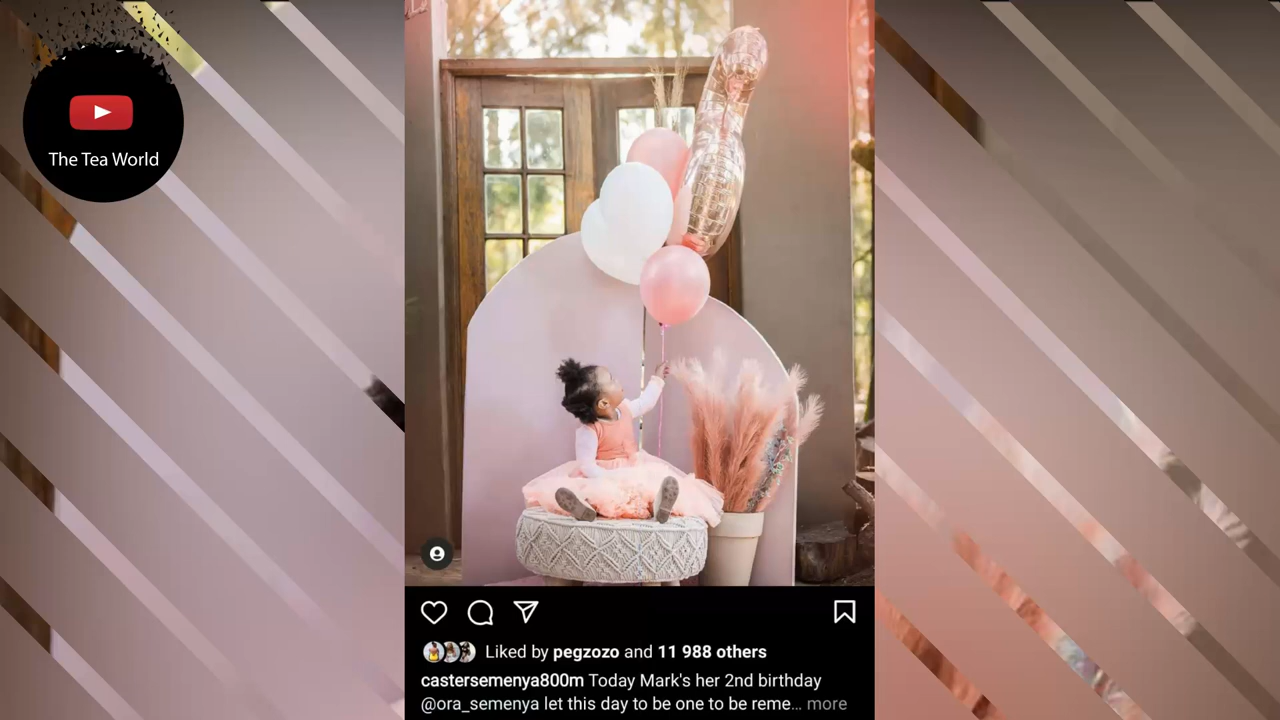 The Tea World
Liked by pegzozo and 11 988 others
castersemenya800m Today Mark's her 2nd birthday
@ora_semenya let this day to be one to be reme... more